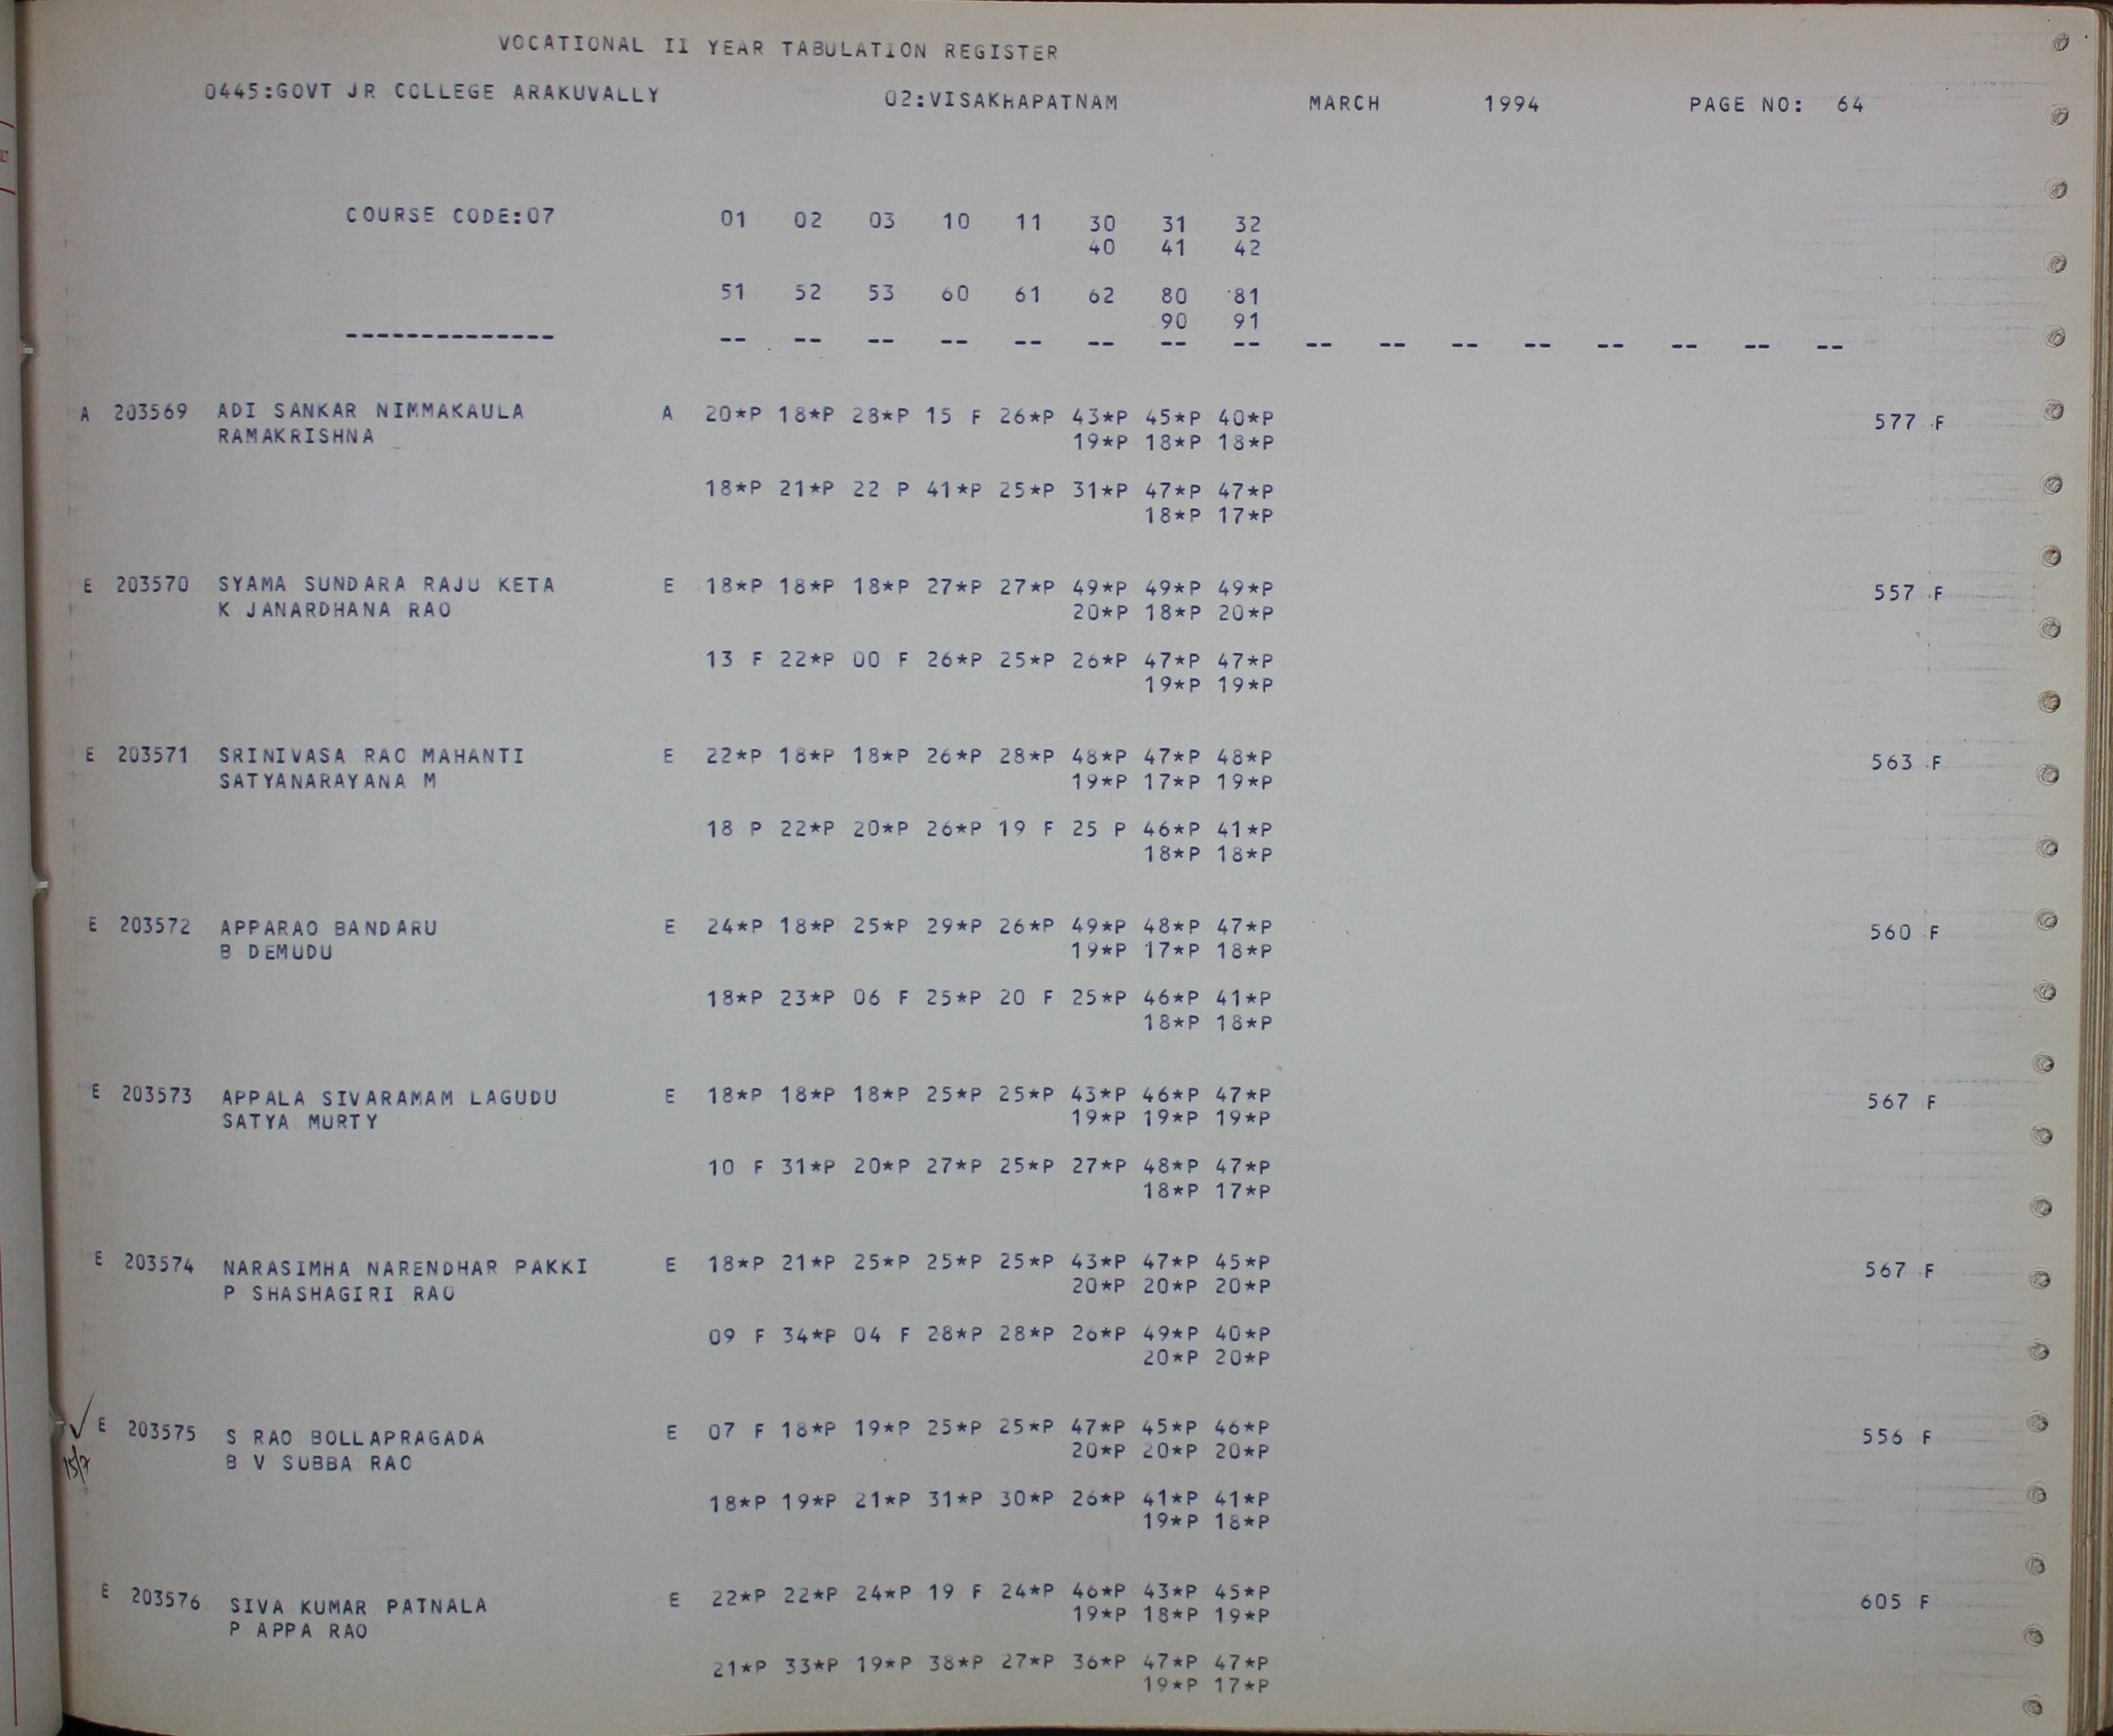 VOCATIONAL II YEAR TABULATION REGISTER
0445:GOVT JR COLLEGE ARAKUVALLY 02:VISAKHAPATNAM MARCH 1994 PAGE NO: 64
COURSE CODE:07 01 02 03 10 11 30 31 32
40 41 42
51 52 53 60 61 62 80 81
90 91
-------------- -- -- -- -- -- -- -- -- -- -- -- -- -- -- -- --
A 203569 ADI SANKAR NIMMAKAULA A 20*P 18*P 28*P 15 F 26*P 43*P 45*P 40*P 577 F
RAMAKRISHNA 19*P 18*P 18*P
18*P 21*P 22 P 41*P 25*P 31*P 47*P 47*P
18*P 17*P
E 203570 SYAMA SUNDARA RAJU KETA E 18*P 18*P 18*P 27*P 27*P 49*P 49*P 49*P 557 F
K JANARDHANA RAO 20*P 18*P 20*P
13 F 22*P 00 F 26*P 25*P 26*P 47*P 47*P
19*P 19*P
E 203571 SRINIVASA RAO MAHANTI E 22*P 18*P 18*P 26*P 28*P 48*P 47*P 48*P 563 F
SATYANARAYANA M 19*P 17*P 19*P
18 P 22*P 20*P 26*P 19 F 25 P 46*P 41*P
18*P 18*P
E 203572 APPARAO BANDARU E 24*P 18*P 25*P 29*P 26*P 49*P 48*P 47*P 560 F
B DEMUDU 19*P 17*P 18*P
18*P 23*P 06 F 25*P 20 F 25*P 46*P 41*P
18*P 18*P
E 203573 APPALA SIVARAMAM LAGUDU E 18*P 18*P 18*P 25*P 25*P 43*P 46*P 47*P 567 F
SATYA MURTY 19*P 19*P 19*P
10 F 31*P 20*P 27*P 25*P 27*P 48*P 47*P
18*P 17*P
E 203574 NARASIMHA NARENDHAR PAKKI E 18*P 21*P 25*P 25*P 25*P 43*P 47*P 45*P 567 F
P SHASHAGIRI RAO 20*P 20*P 20*P
09 F 34*P 04 F 28*P 28*P 26*P 49*P 40*P
20*P 20*P
E 203575 S RAO BOLLAPRAGADA E 07 F 18*P 19*P 25*P 25*P 47*P 45*P 46*P 556 F
15/7 B V SUBBA RAO 20*P 20*P 20*P
18*P 19*P 21*P 31*P 30*P 26*P 41*P 41*P
19*P 18*P
E 203576 SIVA KUMAR PATNALA E 22*P 22*P 24*P 19 F 24*P 46*P 43*P 45*P 605 F
P APPA RAO 19*P 18*P 19*P
21*P 33*P 19*P 38*P 27*P 36*P 47*P 47*P
19*P 17*P